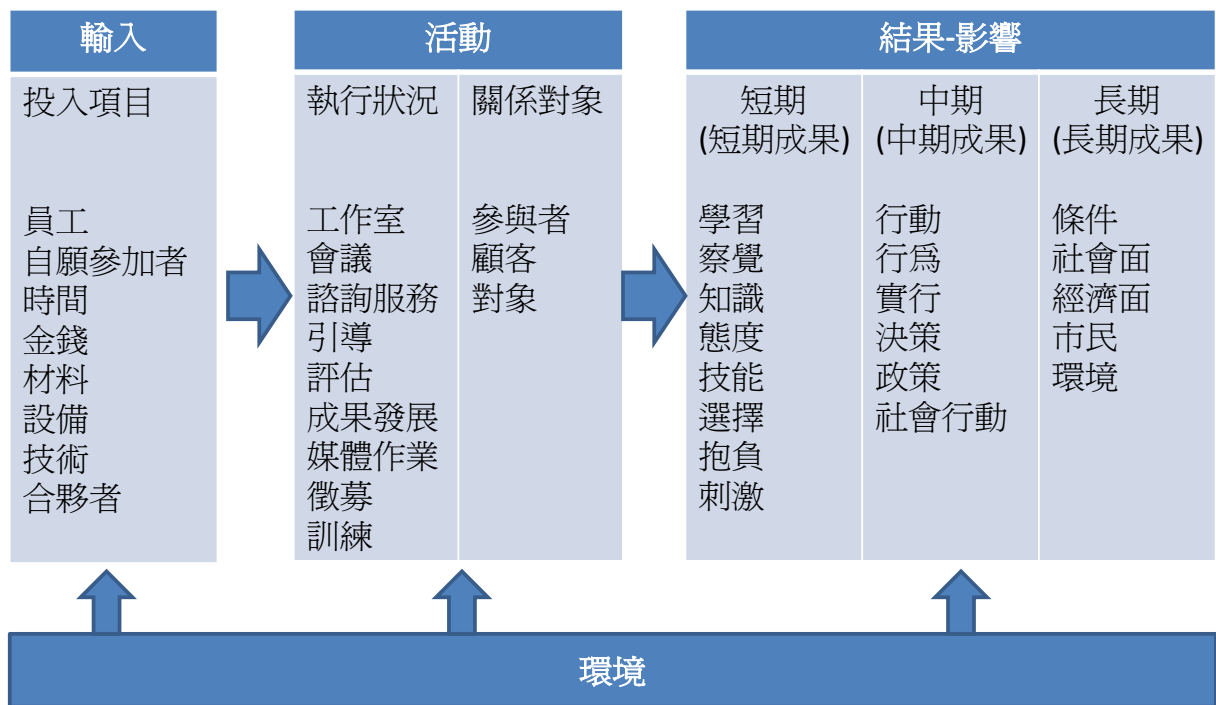 輸入
投入項目
員工
自願參加者
時間
金錢
材料
設備
技術
合夥者
活動
執行狀況
工作室
會議
諮詢服務
引導
評估
成果發展
媒體作業
徵募
訓練
關係對象
參與者
顧客
對象
結果-影響
短期
(短期成果)
學習
察覺
知識
態度
技能
選擇
抱負
刺激
中期
(中期成果)
行動
行為
實行
決策
政策
社會行動
長期
(長期成果)
條件
社會面
經濟面
市民
環境
環境